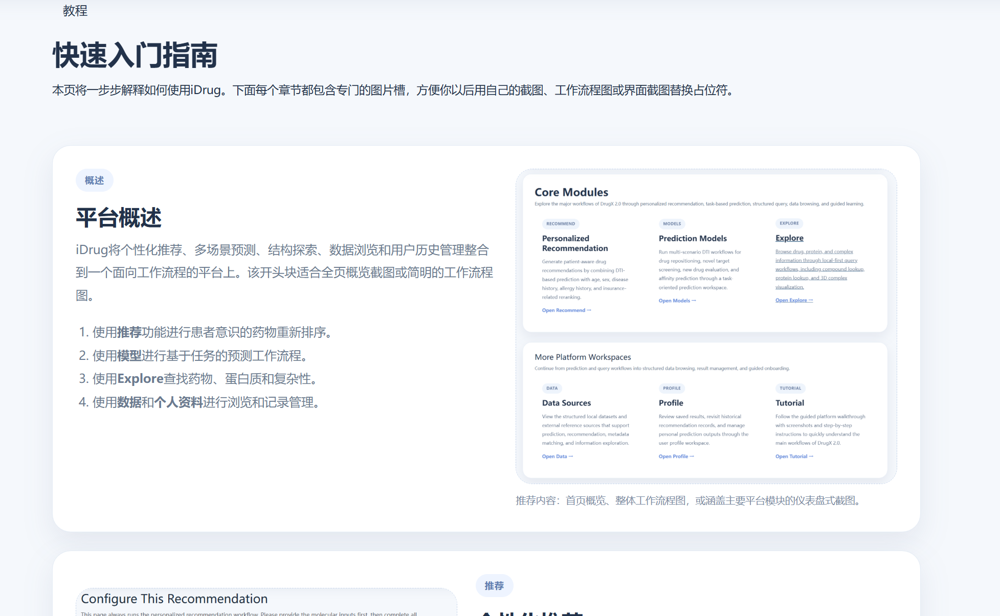 教程
快速入门指南
本页将一步步解释如何使用iDrug。下面每个章节都包含专门的图片槽，方便你以后用自己的截图、工作流程图或界面截图替换占位符。
概述
平台概述
iDrug将个性化推荐、多场景预测、结构探索、数据浏览和用户历史管理整合
到一个面向工作流程的平台上。该开头块适合全页概览截图或简明的工作流程
图。
1. 使用推荐功能进行患者意识的药物重新排序。
2. 使用模型进行基于任务的预测工作流程。
3. 使用Explore查找药物、蛋白质和复杂性。
4. 使用数据和个人资料进行浏览和记录管理。
Core Modules
Explore the major workflows of DrugX 2.0 through personalized recommendation, task-based prediction, structured query, data browsing, and guided learning.
RECOMMEND
Personalized
Recommendation
Generate patient-aware drug
recommendations by combining DTI-
based prediction with age, sex, disease
history, allergy history, and insurance-
related reranking.
Open Recommend →
MODELS
Prediction Models
Run multi-scenario DTI workflows for
drug repositioning, novel target
screening, new drug evaluation, and
affinity prediction through a task-
oriented prediction workspace.
Open Models →
EXPLORE
Explore
Browse drug, protein, and complex
information through local-first query
workflows, including compound lookup,
protein lookup, and 3D complex
visualization.
Open Explore →
More Platform Workspaces
Continue from prediction and query workflows into structured data browsing, result management, and guided onboarding.
DATA
Data Sources
View the structured local datasets and
external reference sources that support
prediction, recommendation, metadata
matching, and information exploration.
Open Data →
PROFILE
Profile
Review saved results, revisit historical
recommendation records, and manage
personal prediction outputs through the
user profile workspace.
Open Profile →
TUTORIAL
Tutorial
Follow the guided platform walkthrough
with screenshots and step-by-step
instructions to quickly understand the
main workflows of DrugX 2.0.
Open Tutorial →
推荐内容：首页概览、整体工作流程图，或涵盖主要平台模块的仪表盘式截图。
Configure This Recommendation
This page always runs the personalized recommendation workflow. Please provide the molecular inputs first, then complete all
推荐
个性化推荐